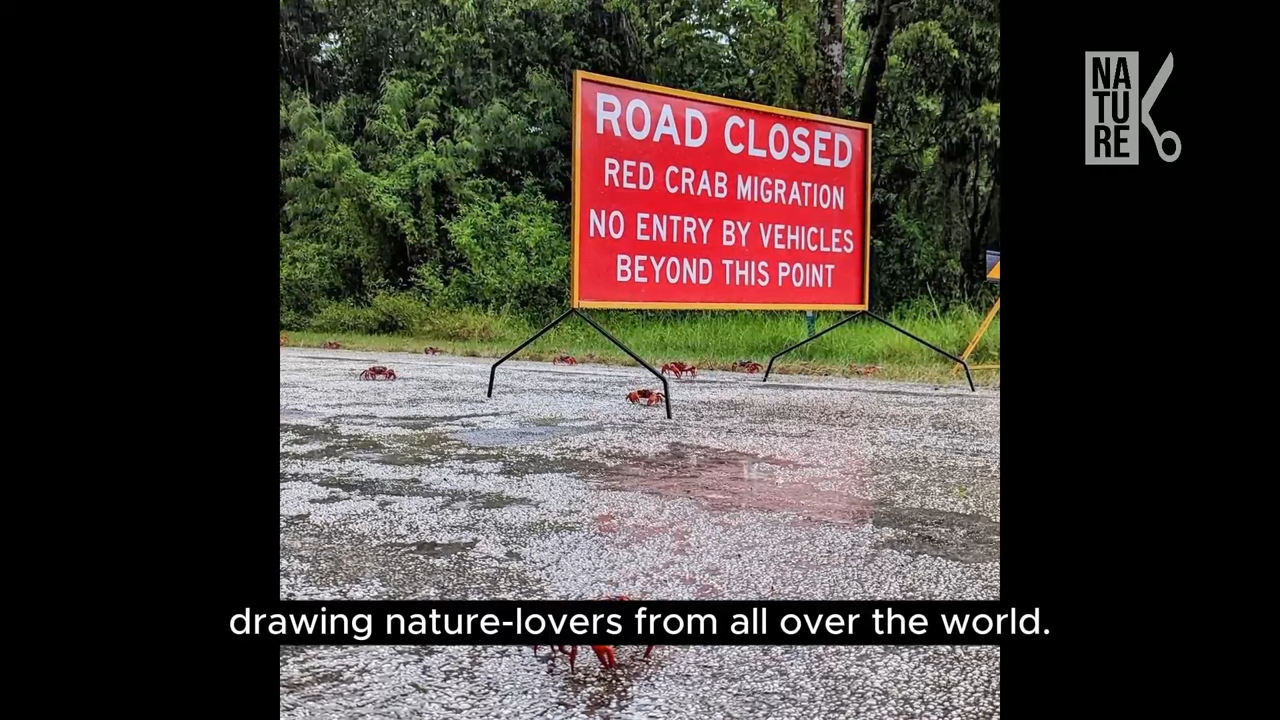 NA
TU
RE
ROAD CLOSED
RED CRAB MIGRATION
NO ENTRY BY VEHICLES
BEYOND THIS POINT
drawing nature-lovers from all over the world.